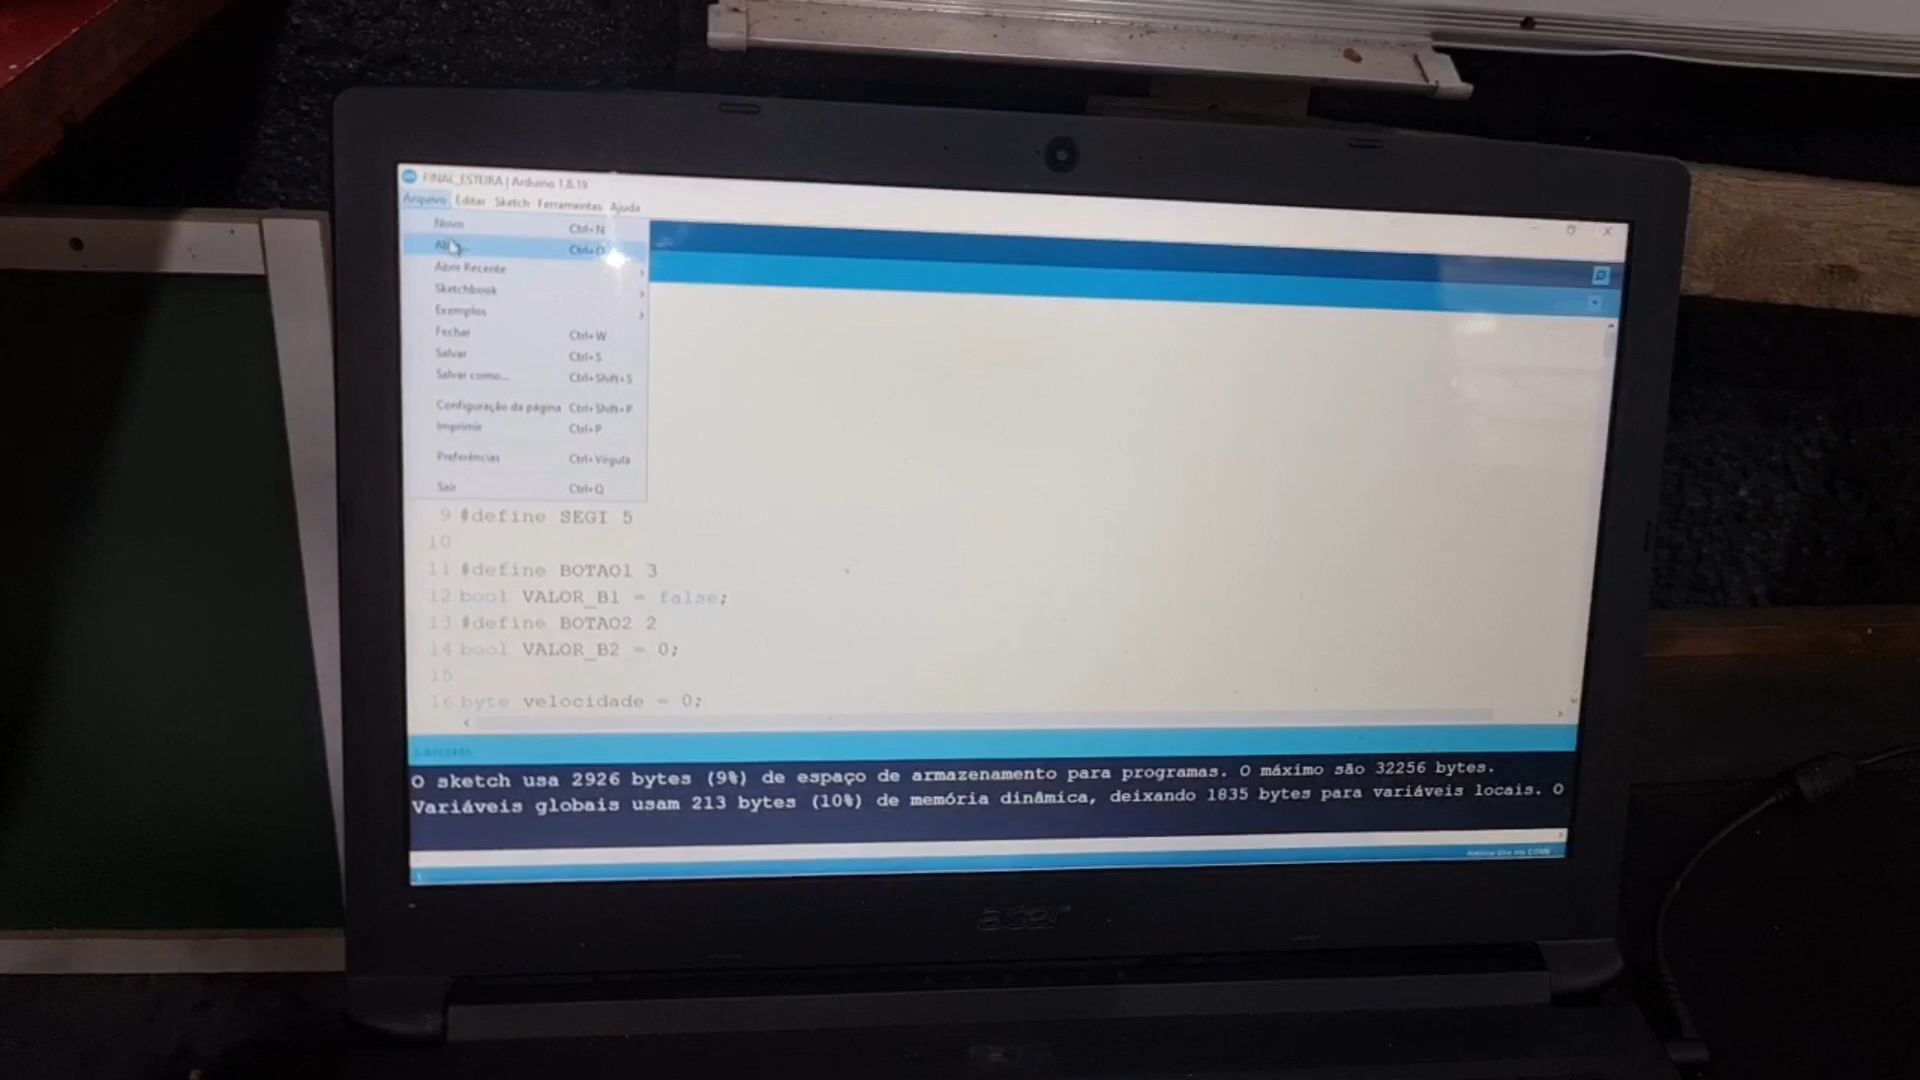 FINAL_ESTEIRA | Arduino 1.8.19
Arquivo Editar Sketch Ferramentas Ajuda
Novo Ctrl+N
Ctrl+O
Abrir Recente
Sketchbook
Exemplos
Fechar Ctrl+W
Salvar Ctrl+S
Salvar como... Ctrl+Shift+S
Configuração da página Ctrl+Shift+P
Imprimir Ctrl+P
Preferências Ctrl+Vírgula
Sair Ctrl+Q
9 #define SEGI 5
10
11 #define BOTAO1 3
12 bool VALOR_B1 = false;
13 #define BOTAO2 2
14 bool VALOR_B2 = 0;
15
16 byte velocidade = 0;
O sketch usa 2926 bytes (9%) de espaço de armazenamento para programas. O máximo são 32256 bytes.
Variáveis globais usam 213 bytes (10%) de memória dinâmica, deixando 1835 bytes para variáveis locais. O
acer